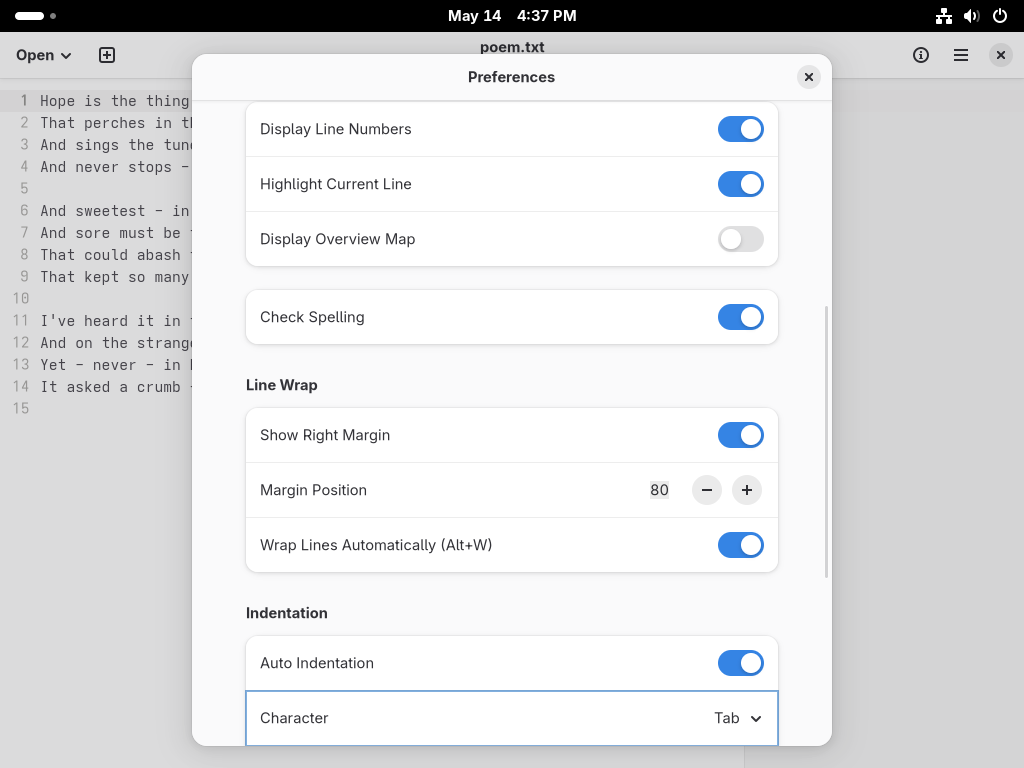 May 14 4:37 PM
Open
poem.txt
Preferences
1 Hope is the thing
2 That perches in
3 And sings the
4 And never stops –
5
6 And sweetest – in
7 And sore must be
8 That could abash
9 That kept so many
10
11 I've heard it in
12 And on the
13 Yet – never – in
14 It asked a crumb
15
Display Line Numbers
Highlight Current Line
Display Overview Map
Check Spelling
Line Wrap
Show Right Margin
Margin Position 80
Wrap Lines Automatically (Alt+W)
Indentation
Auto Indentation
Character Tab